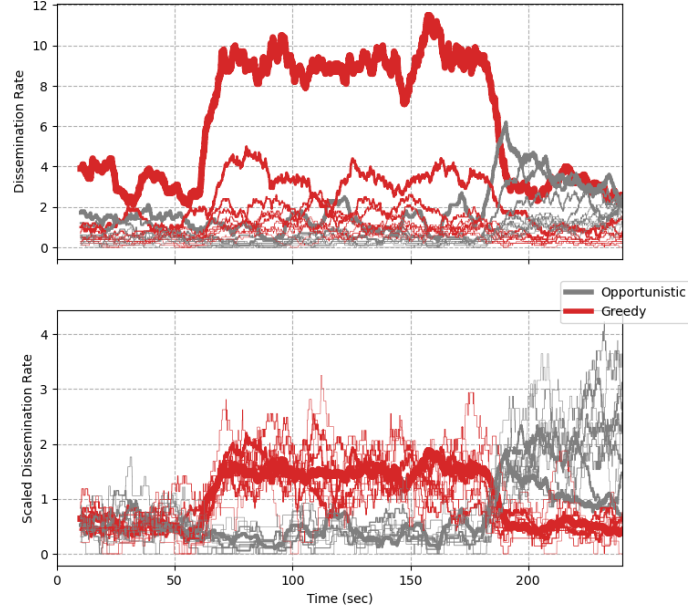 12
10
8
6
4
2
0
Dissemination Rate
Opportunistic
Greedy
4
3
2
1
0
Scaled Dissemination Rate
0 50 100 150 200
Time (sec)